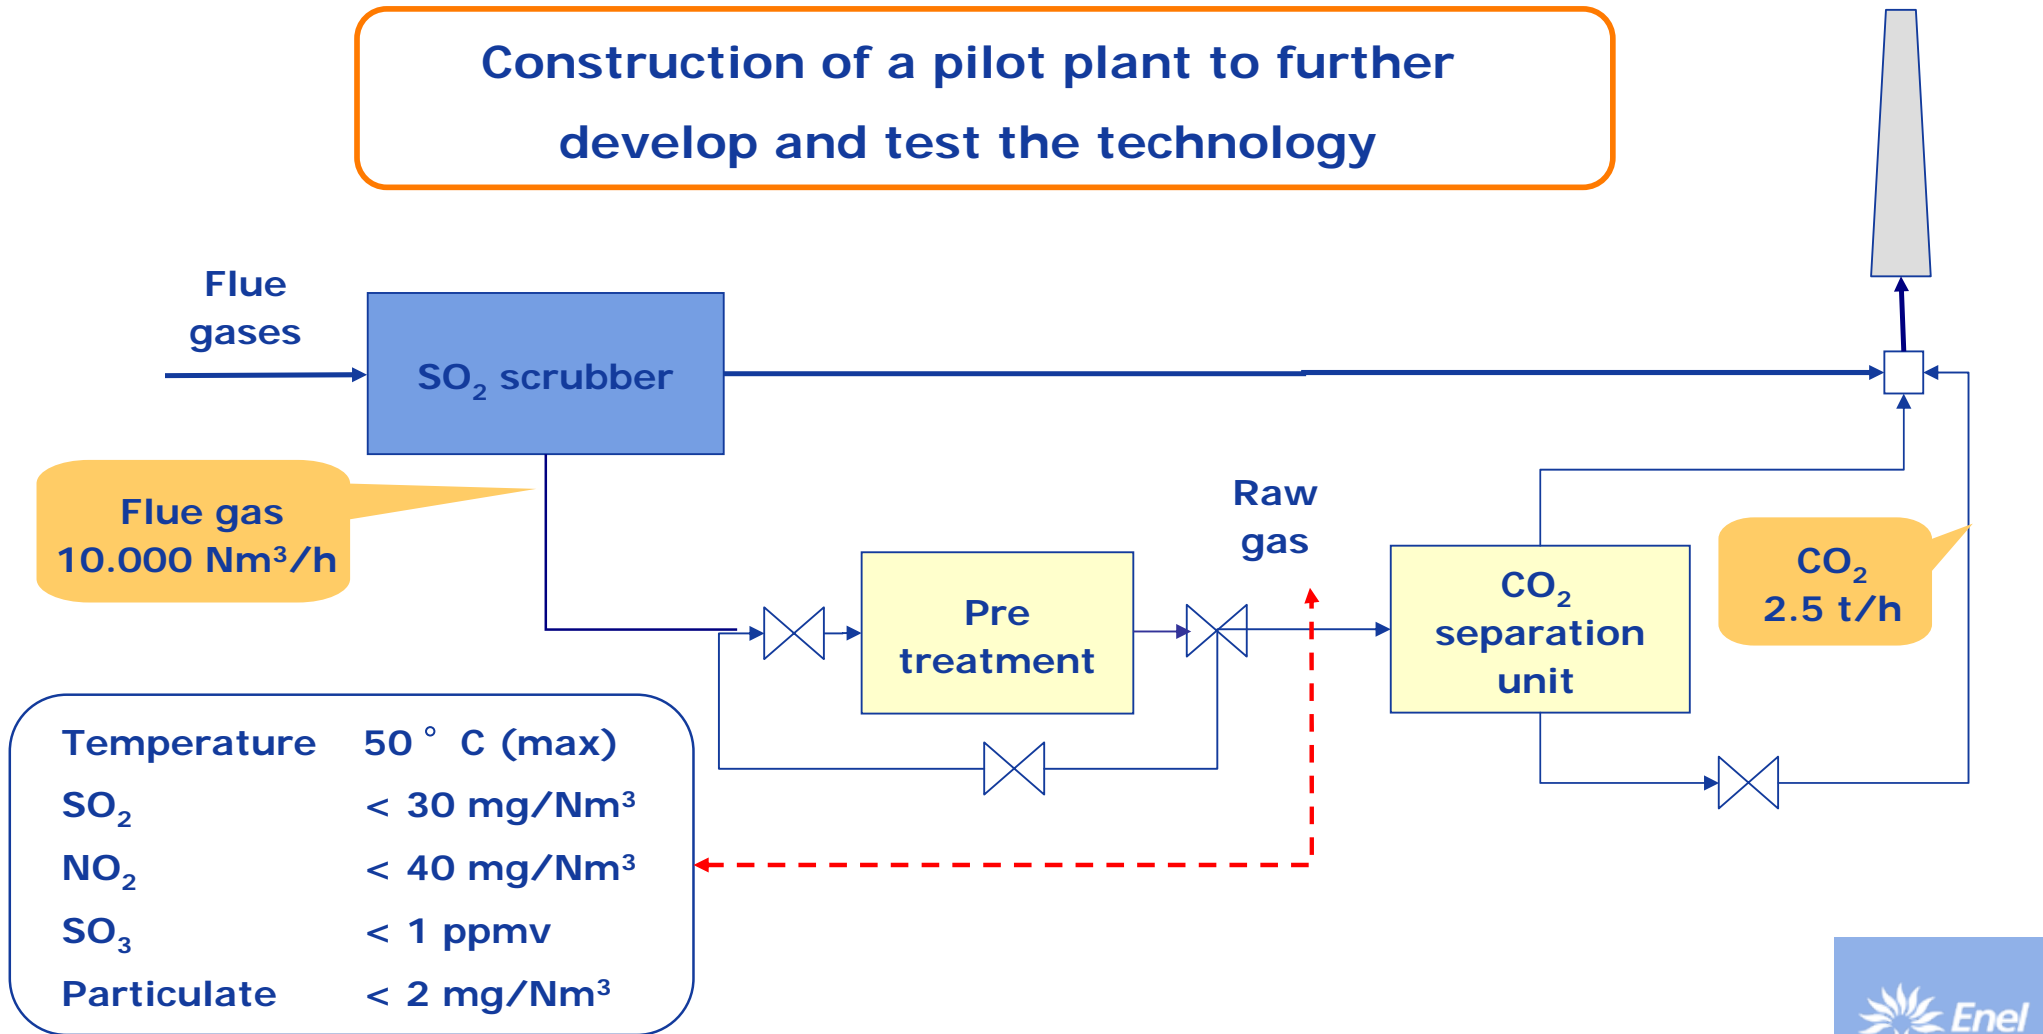 Construction of a pilot plant to further
develop and test the technology
Flue
gases
SO₂ scrubber
Flue gas
10.000 Nm³/h
Raw
gas
Pre
treatment
CO₂
separation
unit
CO₂
2.5 t/h
Temperature 50 ° C (max)
SO₂ < 30 mg/Nm³
NO₂ < 40 mg/Nm³
SO₃ < 1 ppmv
Particulate < 2 mg/Nm³
Enel